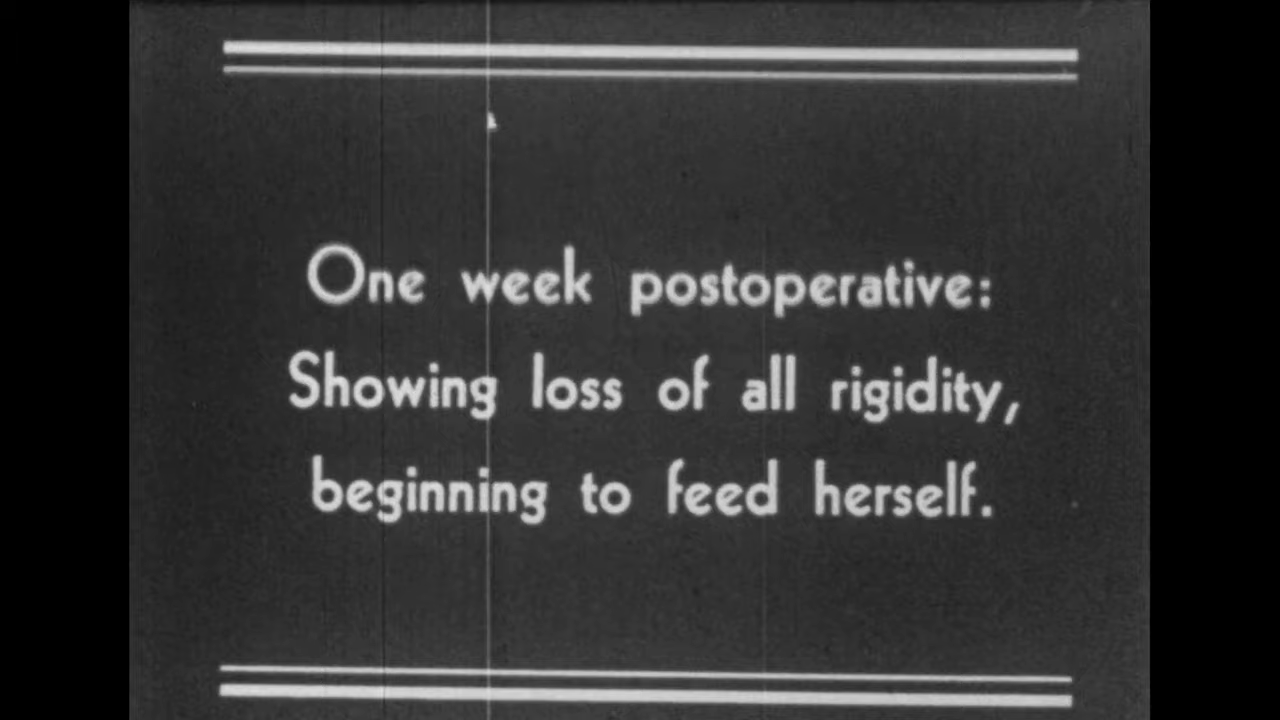 One week postoperative:
Showing loss of all rigidity,
beginning to feed herself.